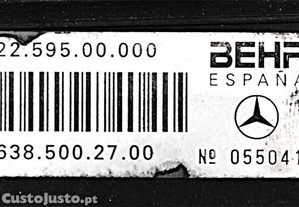 22.595.00.000
BEHR
ESPAÑA
638.500.27.00
Nº 055041
CustoJusto.pt